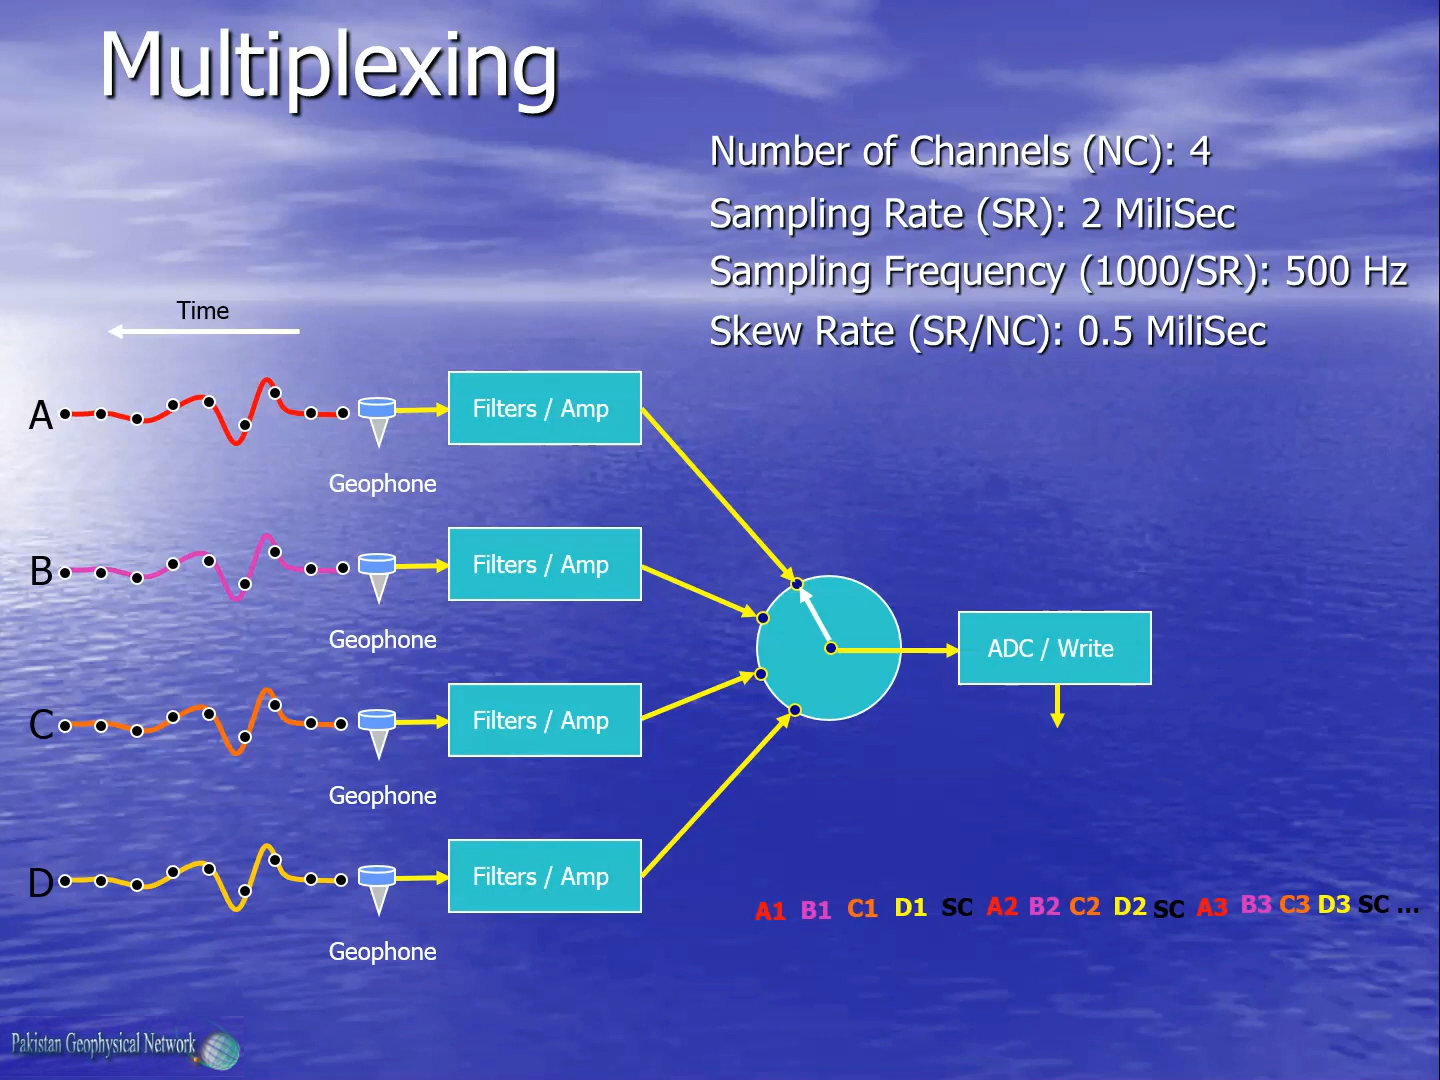 Multiplexing
Number of Channels (NC): 4
Sampling Rate (SR): 2 MiliSec
Sampling Frequency (1000/SR): 500 Hz
Skew Rate (SR/NC): 0.5 MiliSec
Time
A
Filters / Amp
Geophone
B
Filters / Amp
Geophone
ADC / Write
C
Filters / Amp
Geophone
D
Filters / Amp
Geophone
A1 B1 C1 D1 SC A2 B2 C2 D2 SC A3 B3 C3 D3 SC ...
Pakistan Geophysical Network